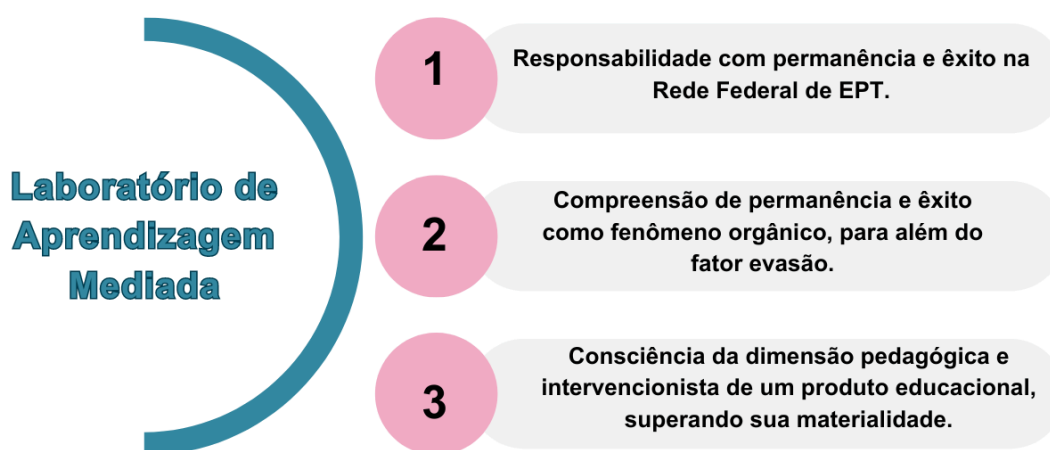 Laboratório de
Aprendizagem
Mediada
1
Responsabilidade com permanência e êxito na
Rede Federal de EPT.
2
Compreensão de permanência e êxito
como fenômeno orgânico, para além do
fator evasão.
3
Consciência da dimensão pedagógica e
intervencionista de um produto educacional,
superando sua materialidade.